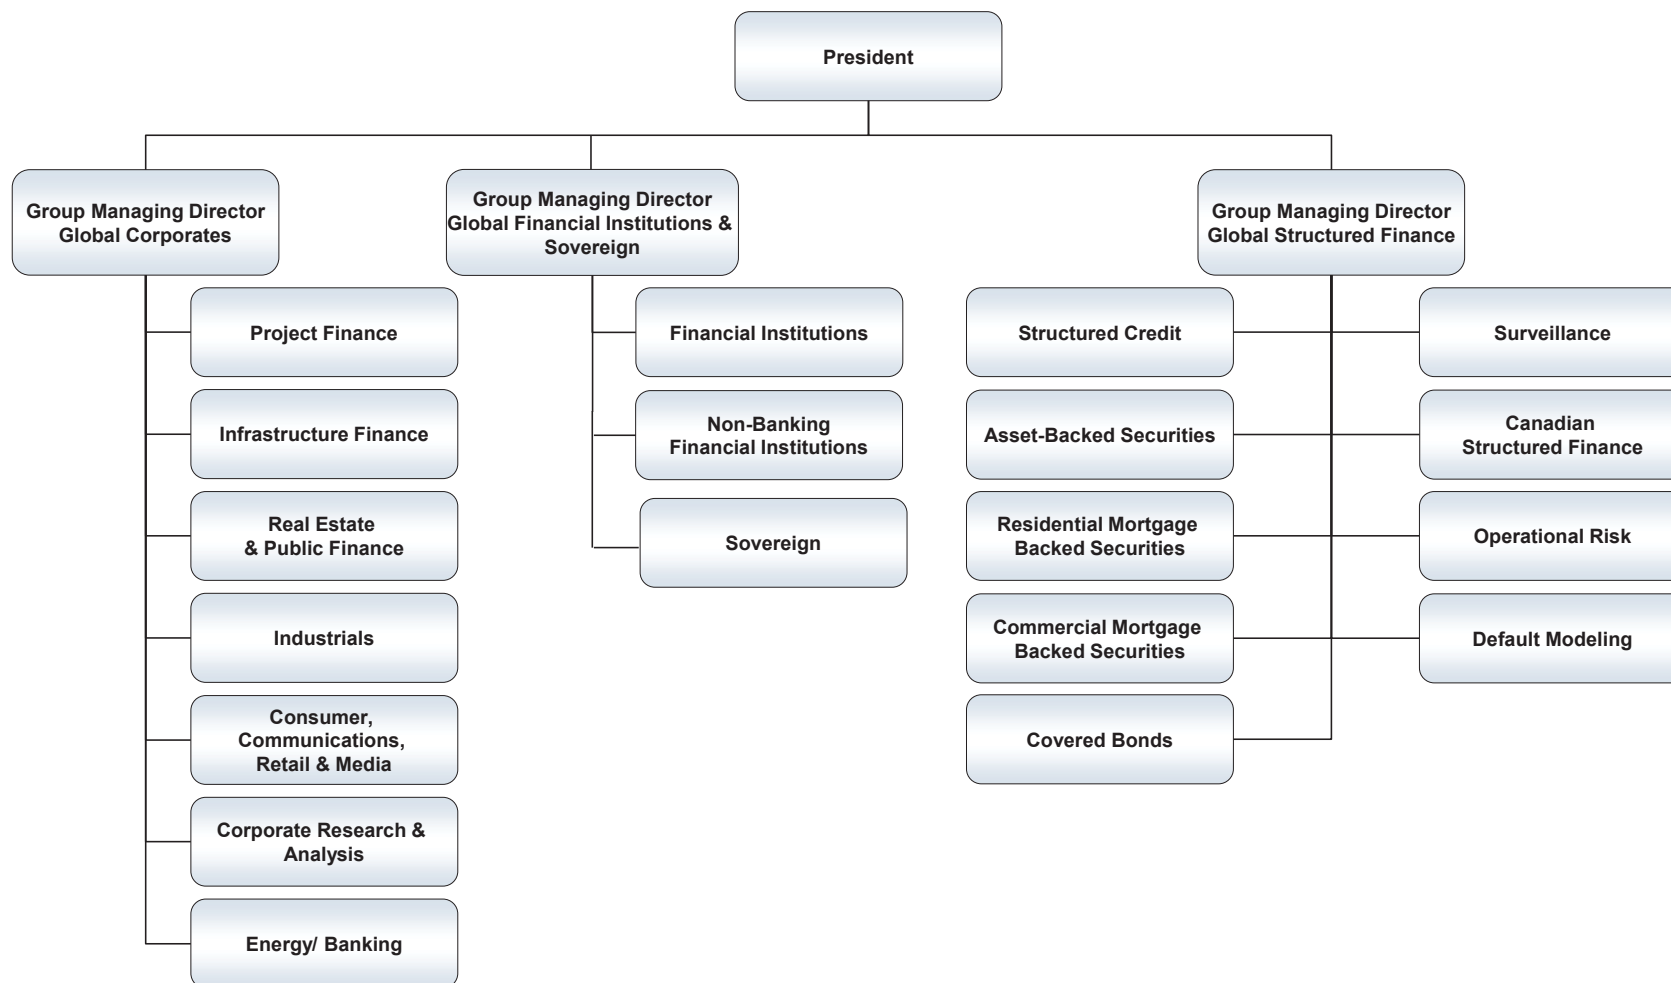 President
Group Managing Director
Global Corporates
Group Managing Director
Global Financial Institutions &
Sovereign
Group Managing Director
Global Structured Finance
Project Finance
Infrastructure Finance
Real Estate
& Public Finance
Industrials
Consumer,
Communications,
Retail & Media
Corporate Research &
Analysis
Energy/ Banking
Financial Institutions
Non-Banking
Financial Institutions
Sovereign
Structured Credit
Asset-Backed Securities
Residential Mortgage
Backed Securities
Commercial Mortgage
Backed Securities
Covered Bonds
Surveillance
Canadian
Structured Finance
Operational Risk
Default Modeling